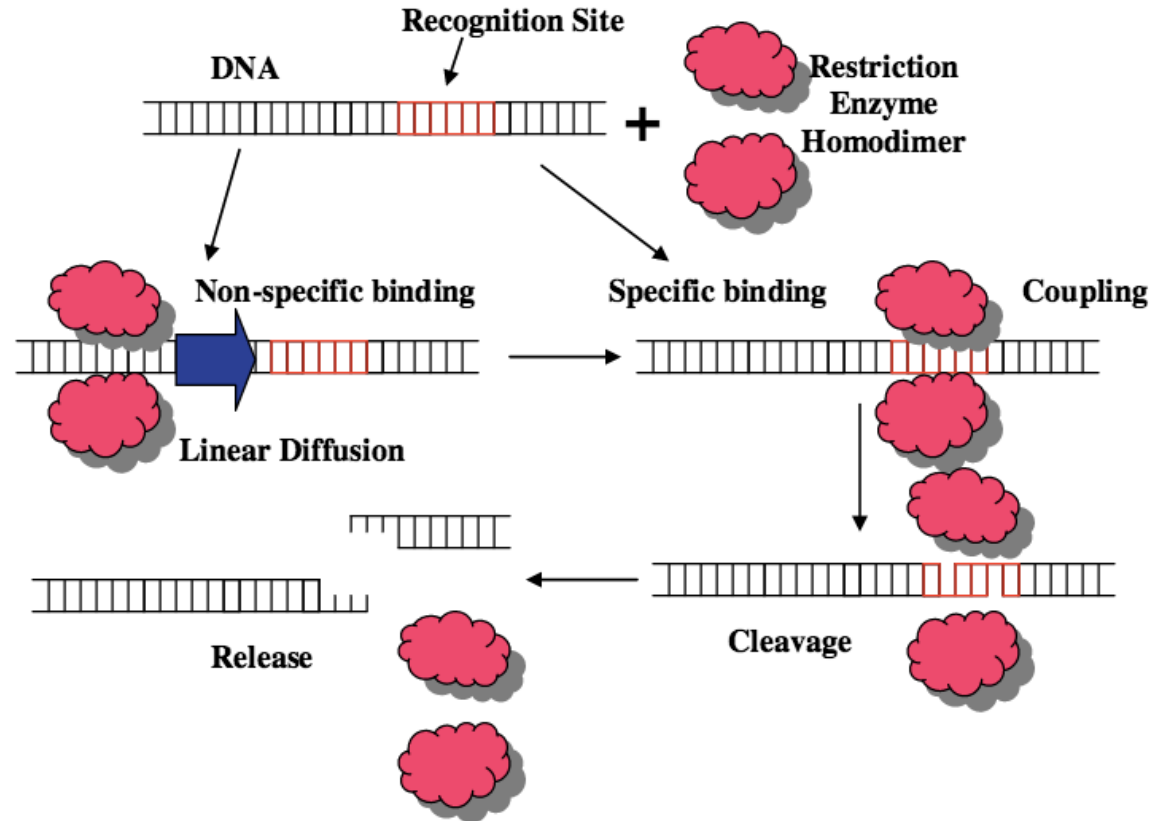 Recognition Site
DNA
+
Restriction
Enzyme
Homodimer
Non-specific binding
Specific binding
Coupling
Linear Diffusion
Cleavage
Release